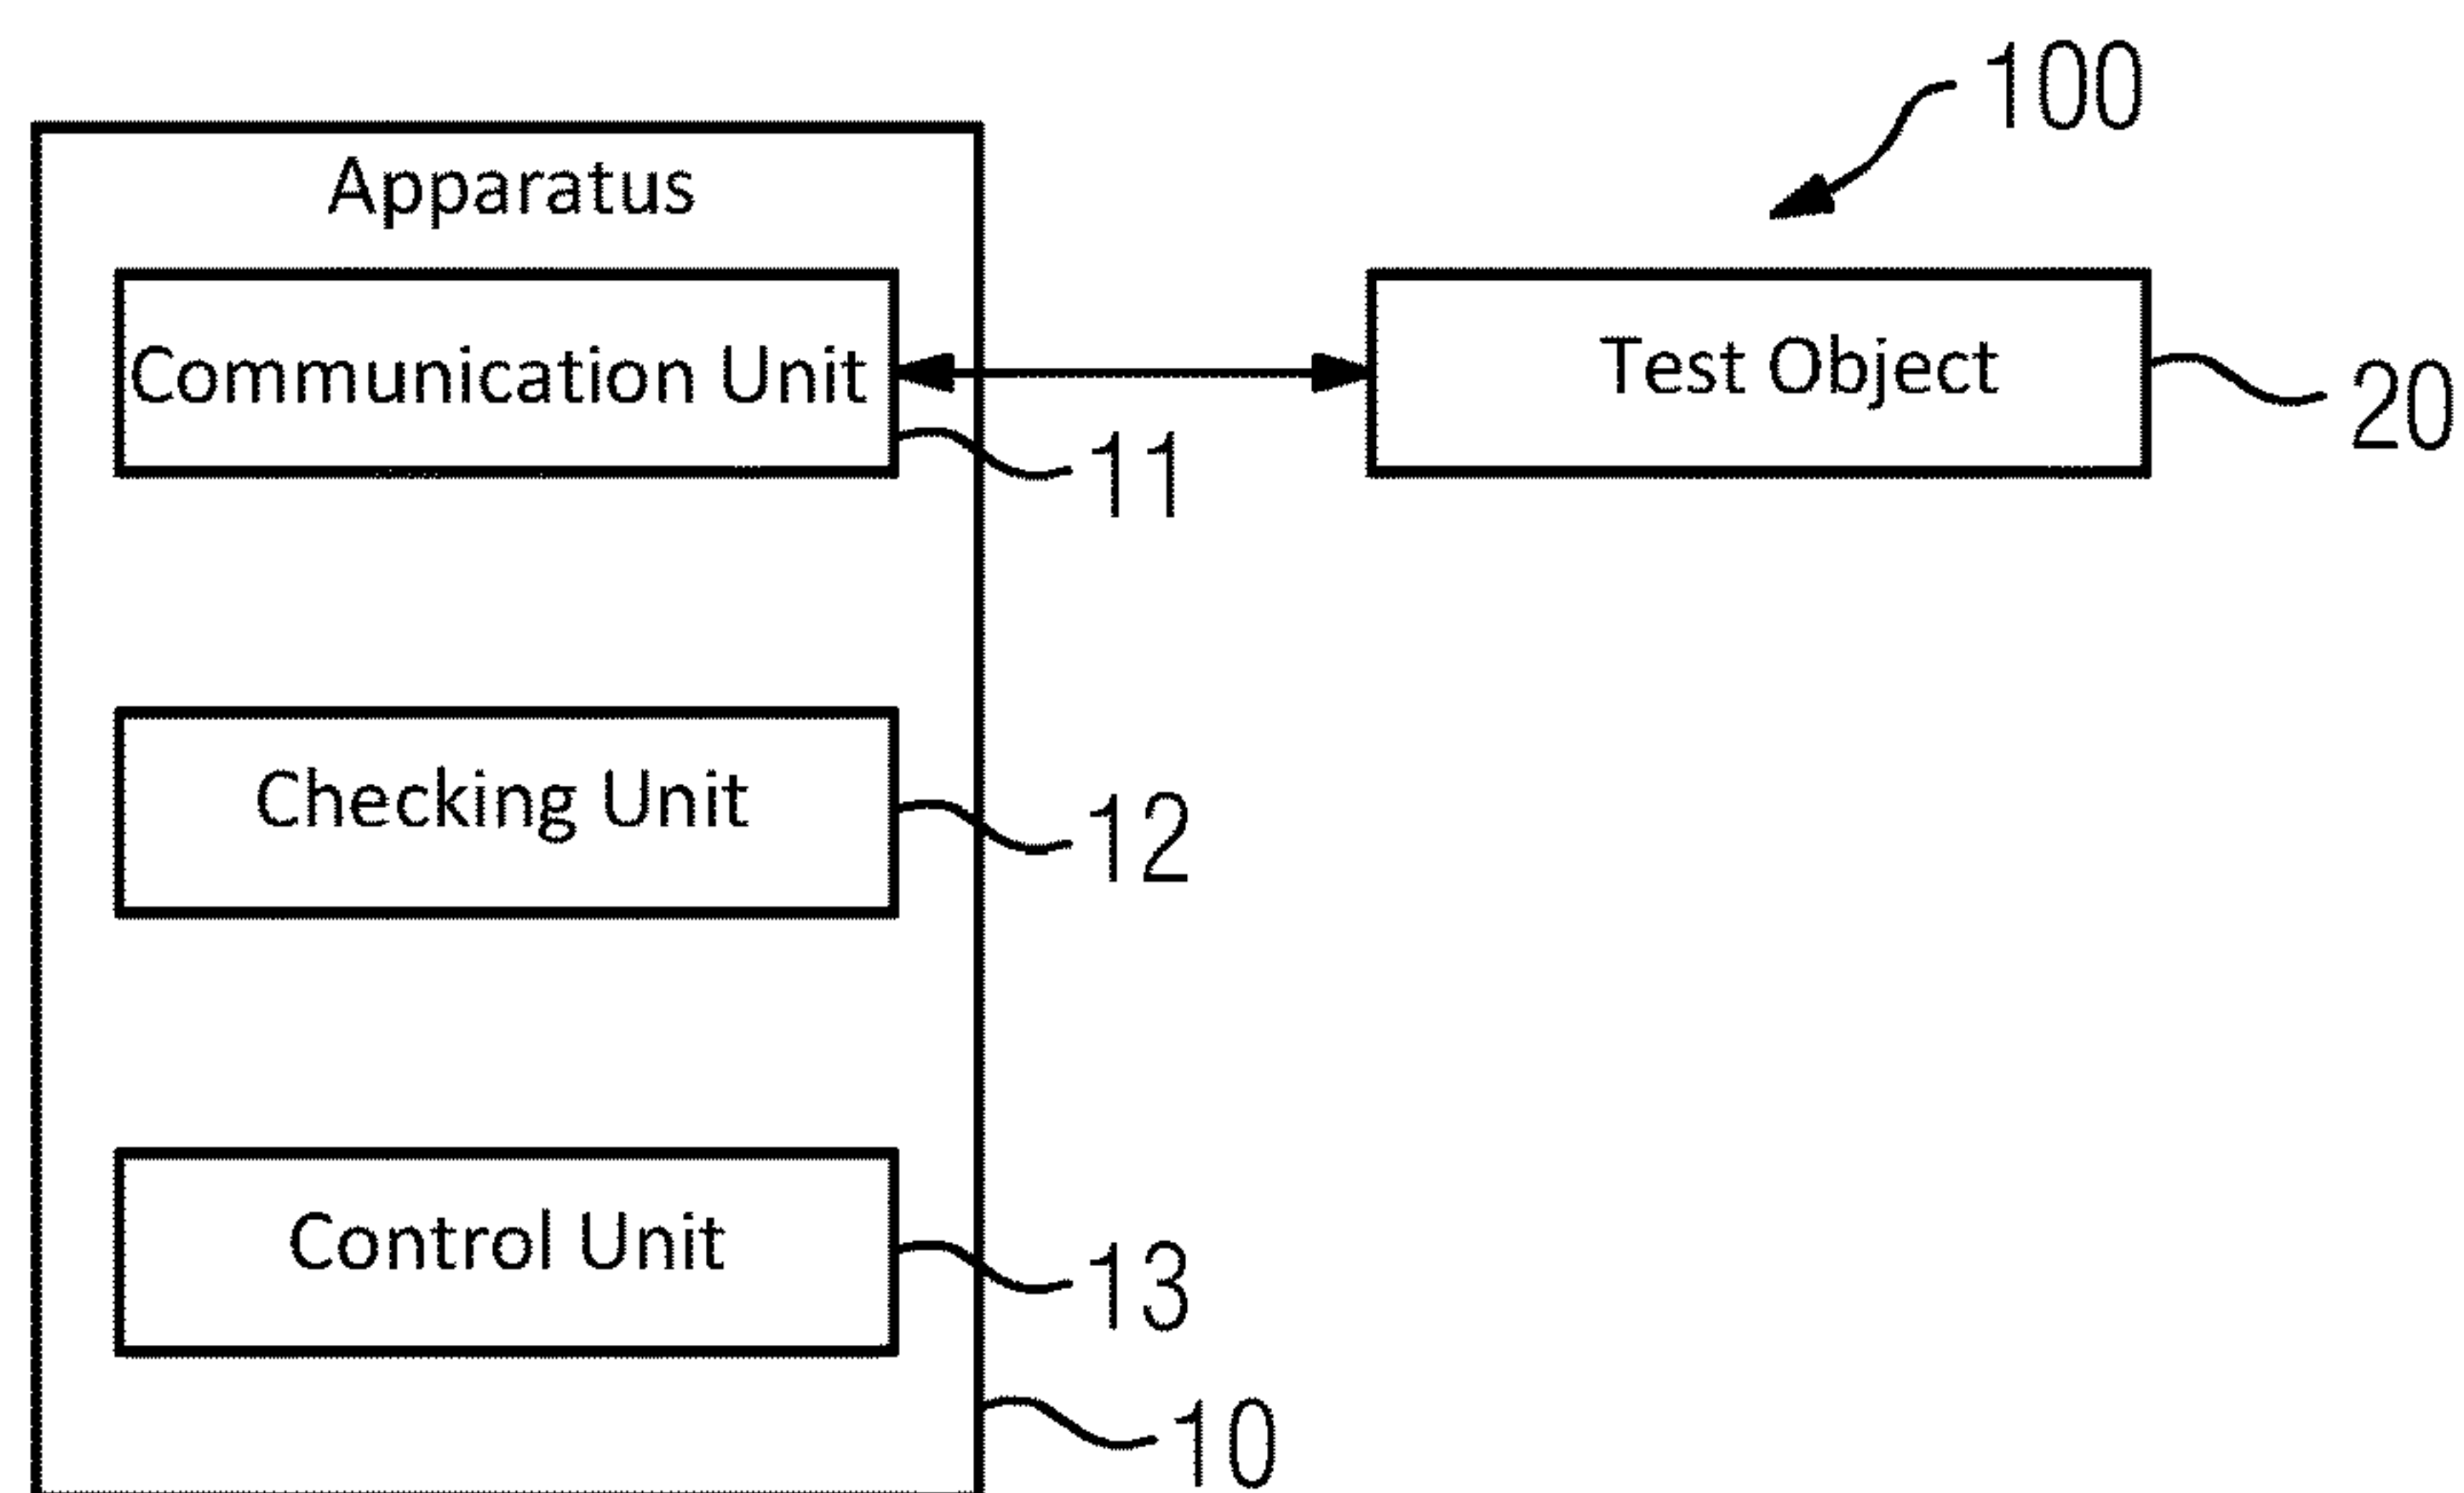 100
Apparatus
Communication Unit
Test Object
20
11
Checking Unit
12
Control Unit
13
10